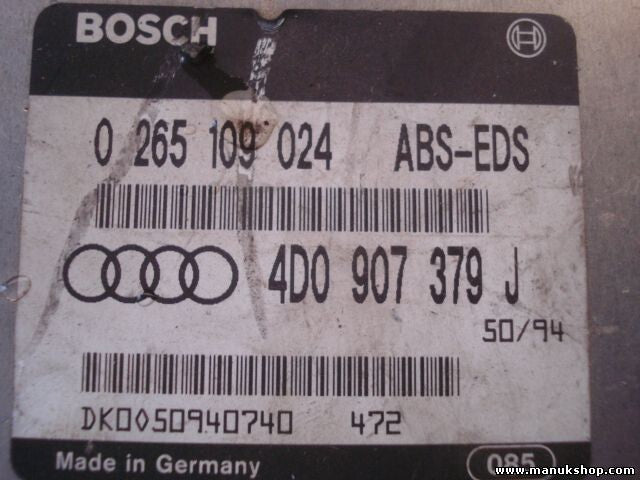 BOSCH
0 265 109 024 ABS-EDS
4D0 907 379 J
50/94
DK0050940740 472
Made in Germany 085
www.manukshop.com